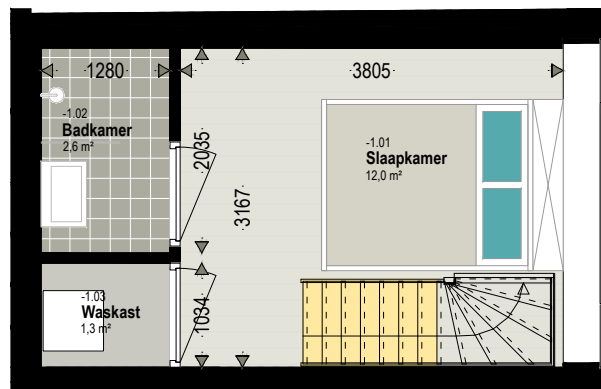 1280
3805
-1.02
Badkamer
2,6 m²
2035
3167
-1.01
Slaapkamer
12,0 m²
-1.03
Waskast
1,3 m²
1034